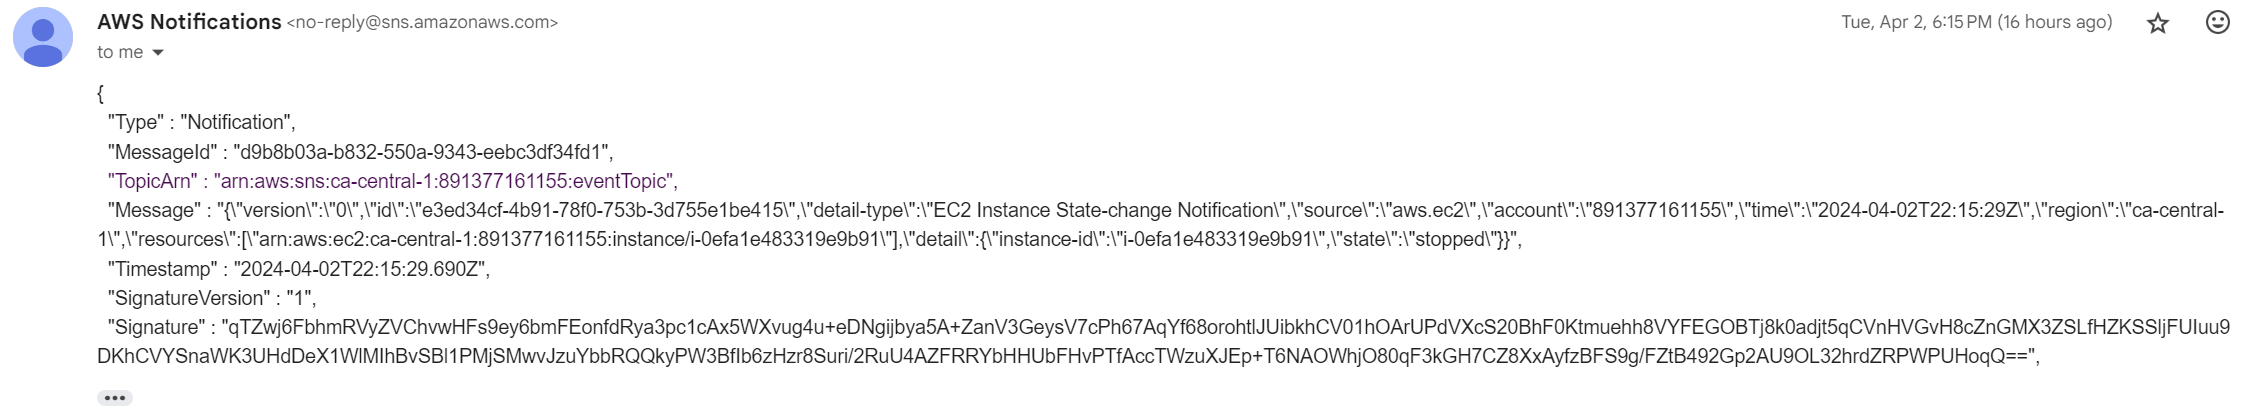 AWS Notifications <no-reply@sns.amazonaws.com>
Tue, Apr 2, 6:15 PM (16 hours ago)
to me
{
"Type" : "Notification",
"MessageId" : "d9b8b03a-b832-550a-9343-eebc3df34fd1",
"TopicArn" : "arn:aws:sns:ca-central-1:891377161155:eventTopic",
"Message" : "{\"version\":\"0\",\"id\":\"e3ed34cf-4b91-78f0-753b-3d755e1be415\",\"detail-type\":\"EC2 Instance State-change Notification\",\"source\":\"aws.ec2\",\"account\":\"891377161155\",\"time\":\"2024-04-02T22:15:29Z\",\"region\":\"ca-central-
1\",\"resources\":[\"arn:aws:ec2:ca-central-1:891377161155:instance/i-0efa1e483319e9b91\"],\"detail\":{\"instance-id\":\"i-0efa1e483319e9b91\",\"state\":\"stopped\"}}",
"Timestamp" : "2024-04-02T22:15:29.690Z",
"SignatureVersion" : "1",
"Signature" : "qTZwj6FbhmRVyZVChvwHFs9ey6bmFEonfdRya3pc1cAx5WXvug4u+eDNgijbya5A+ZanV3GeysV7cPh67AqYf68orohtlJUibkhCV01hOArUPdVXcS20BhF0Ktmuehh8VYFEGOBTj8k0adjt5qCVnHVGvH8cZnGMX3ZSLfHZKSSljFUIuu9
DKhCVYSnaWK3UHdDeX1WlMIhBvSBl1PMjSMwvJzuYbbRQQkyPW3BfIb6zHzr8Suri/2RuU4AZFRRYbHHUbFHvPTfAccTWzuXJEp+T6NAOWhjO80qF3kGH7CZ8XxAyfzBFS9g/FZtB492Gp2AU9OL32hrdZRPWPUHoqQ==",